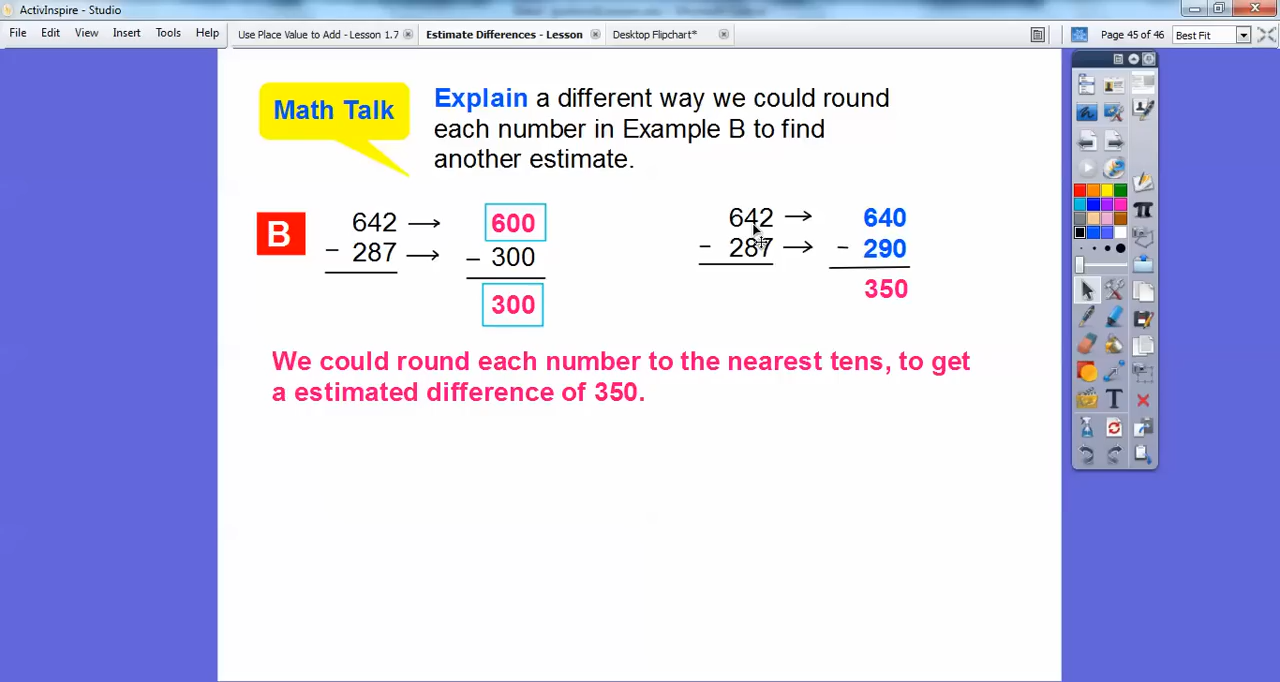 ActivInspire - Studio
File Edit View Insert Tools Help
Use Place Value to Add - Lesson 1.7
Estimate Differences - Lesson
Desktop Flipchart*
Page 45 of 46
Best Fit
Math Talk
Explain a different way we could round
each number in Example B to find
another estimate.
B
642 → 600
- 287 → - 300
300
642 → 640
- 287 → - 290
350
We could round each number to the nearest tens, to get
a estimated difference of 350.